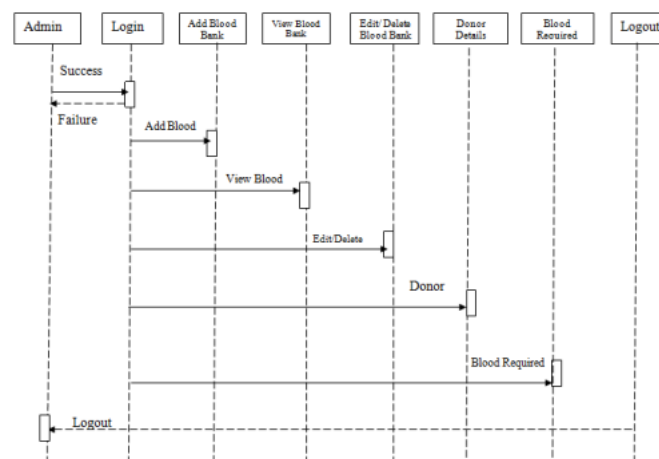 Admin
Login
Add Blood
Bank
View Blood
Bank
Edit/ Delete
Blood Bank
Donor
Details
Blood
Required
Logout
Success
Failure
Add Blood
View Blood
Edit/Delete
Donor
Blood Required
Logout